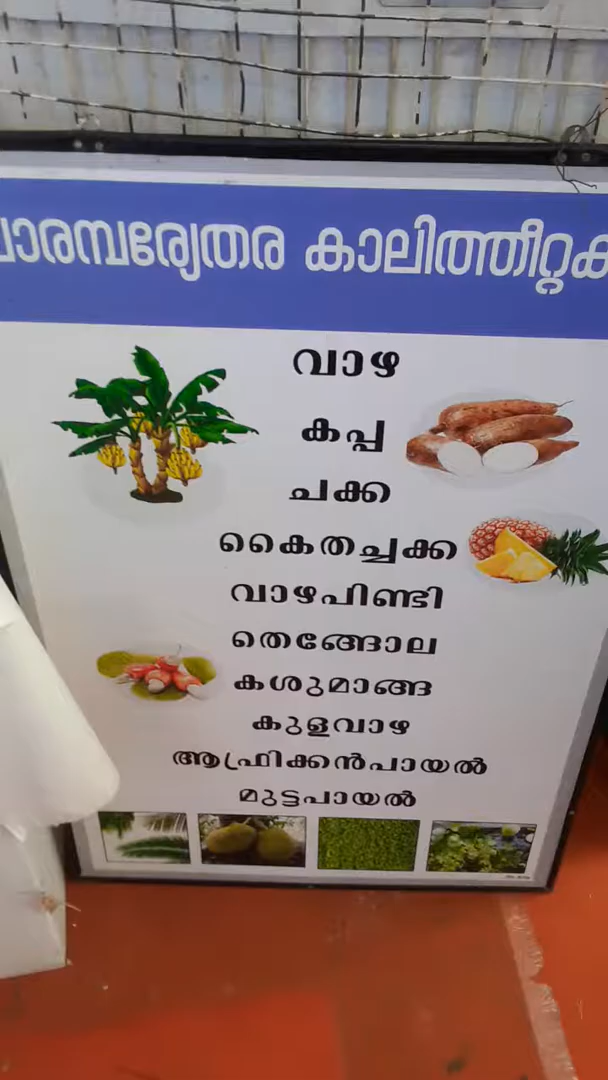 പാരമ്പര്യേതര കാലിത്തീറ്റക
വാഴ
കപ്പ
ചക്ക
കൈതച്ചക്ക
വാഴപിണ്ടി
തെങ്ങോല
കശുമാങ്ങ
കുളവാഴ
ആഫ്രിക്കൻപായൽ
മുട്ടപായൽ